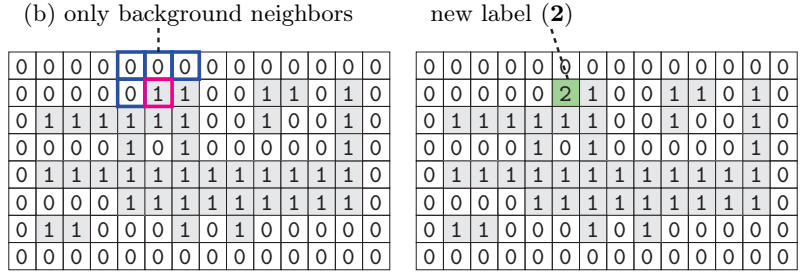 (b) only background neighbors new label (2)
0 0 0 0 0 0 0 0 0 0 0 0 0 0 0 0 0 0 0 0 0 0 0 0 0 0 0 0
0 0 0 0 0 1 1 0 0 1 1 0 1 0 0 0 0 0 0 2 1 0 0 1 1 0 1 0
0 1 1 1 1 1 1 0 0 1 0 0 1 0 0 1 1 1 1 1 1 0 0 1 0 0 1 0
0 0 0 0 1 0 1 0 0 0 0 0 1 0 0 0 0 0 1 0 1 0 0 0 0 0 1 0
0 1 1 1 1 1 1 1 1 1 1 1 1 0 0 1 1 1 1 1 1 1 1 1 1 1 1 0
0 0 0 0 1 1 1 1 1 1 1 1 1 0 0 0 0 0 1 1 1 1 1 1 1 1 1 0
0 1 1 0 0 0 1 0 1 0 0 0 0 0 0 1 1 0 0 0 1 0 1 0 0 0 0 0
0 0 0 0 0 0 0 0 0 0 0 0 0 0 0 0 0 0 0 0 0 0 0 0 0 0 0 0